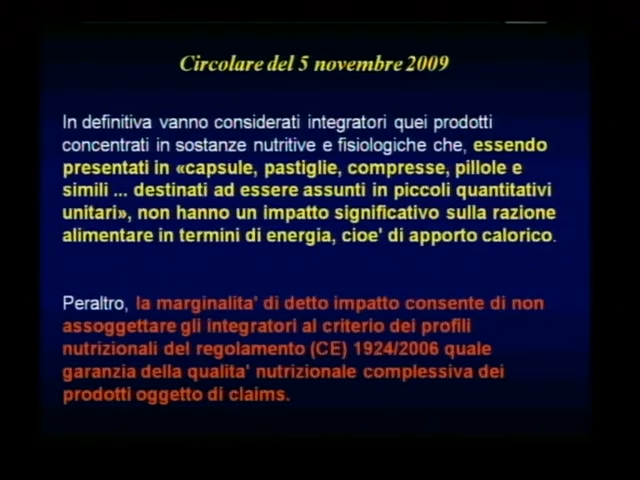 Circolare del 5 novembre 2009
In definitiva vanno considerati integratori quei prodotti
concentrati in sostanze nutritive e fisiologiche che, essendo
presentati in «capsule, pastiglie, compresse, pillole e
simili ... destinati ad essere assunti in piccoli quantitativi
unitari», non hanno un impatto significativo sulla razione
alimentare in termini di energia, cioe' di apporto calorico.
Peraltro, la marginalita' di detto impatto consente di non
assoggettare gli integratori al criterio dei profili
nutrizionali del regolamento (CE) 1924/2006 quale
garanzia della qualita' nutrizionale complessiva dei
prodotti oggetto di claims.